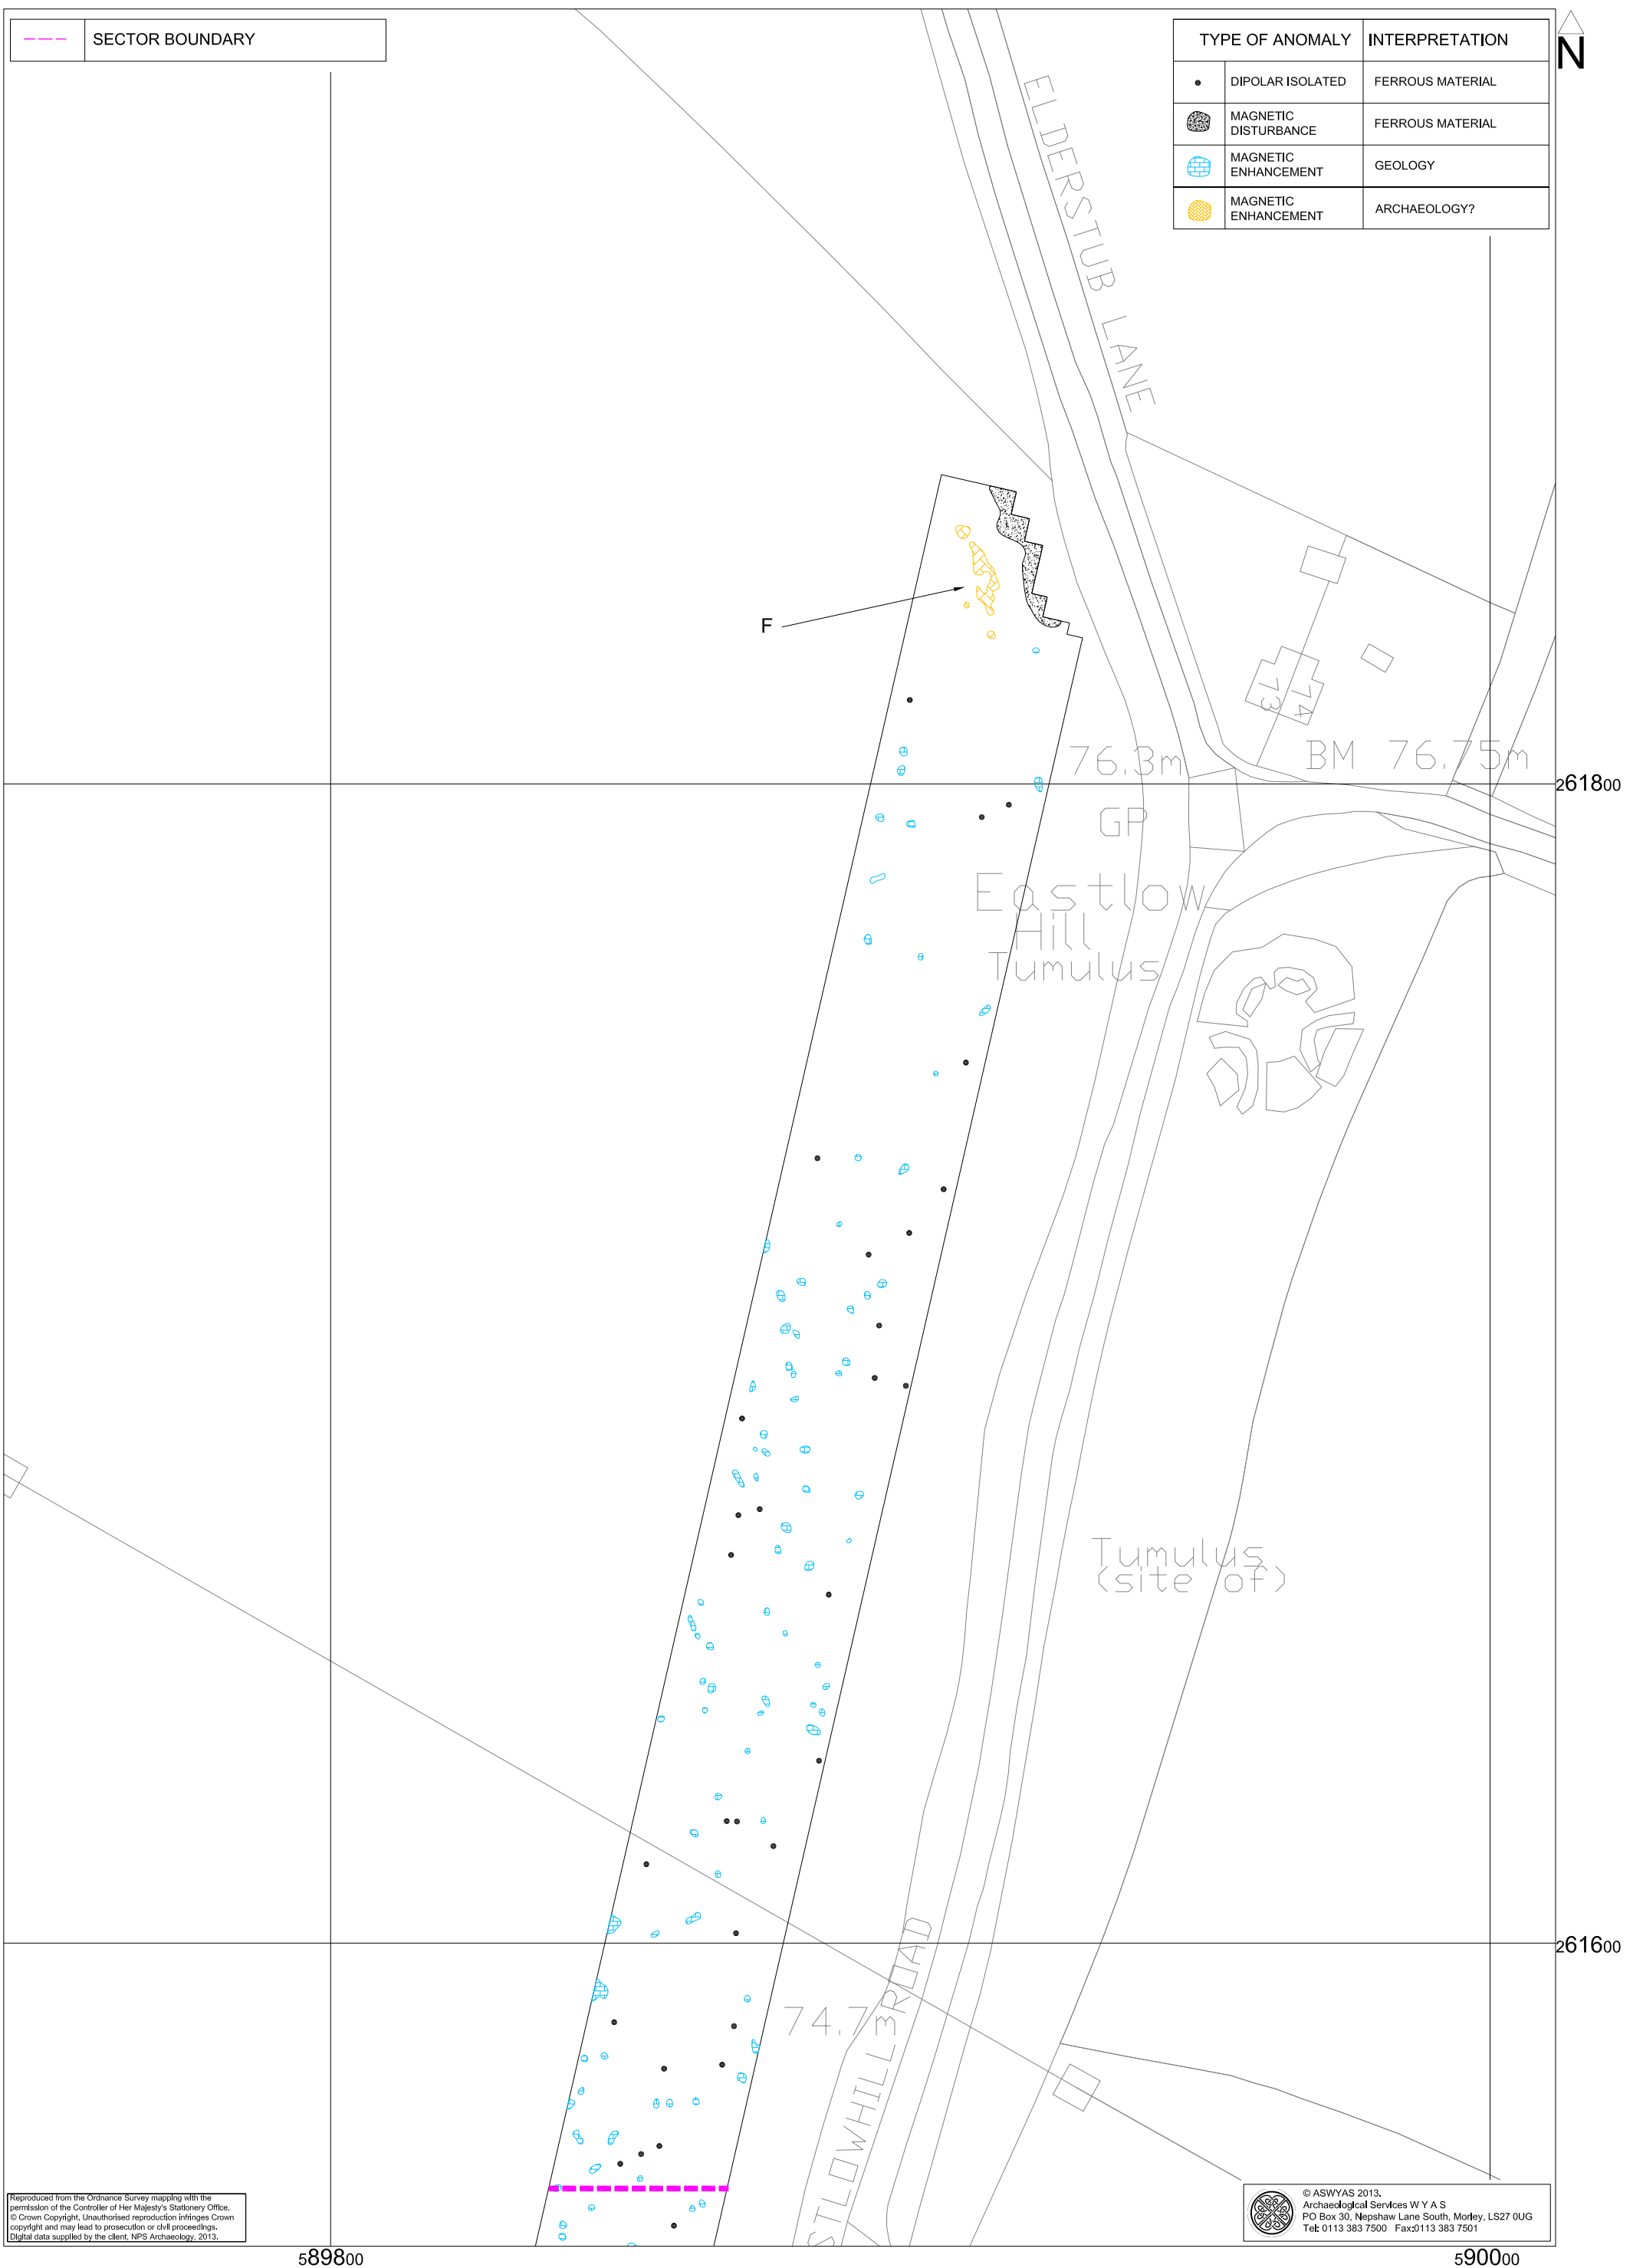 SECTOR BOUNDARY
TYPE OF ANOMALY INTERPRETATION
DIPOLAR ISOLATED FERROUS MATERIAL
MAGNETIC
DISTURBANCE
FERROUS MATERIAL
MAGNETIC
ENHANCEMENT
GEOLOGY
MAGNETIC
ENHANCEMENT
ARCHAEOLOGY?
N
ELDERSTUB LANE
F
73
74
76.3m
BM 76.75m
261800
GP
Eastlow
Hill
Tumulus
Tumulus
(site of)
261600
74.7m
STLOWHILL ROAD
Reproduced from the Ordnance Survey mapping with the
permission of the Controller of Her Majesty's Stationery Office.
© Crown Copyright. Unauthorised reproduction infringes Crown
copyright and may lead to prosecution or civil proceedings.
Digital data supplied by the client, NPS Archaeology, 2013.
© ASWYAS 2013.
Archaeological Services W Y A S
PO Box 30, Nepshaw Lane South, Morley, LS27 0UG
Tel: 0113 383 7500 Fax:0113 383 7501
589800
590000